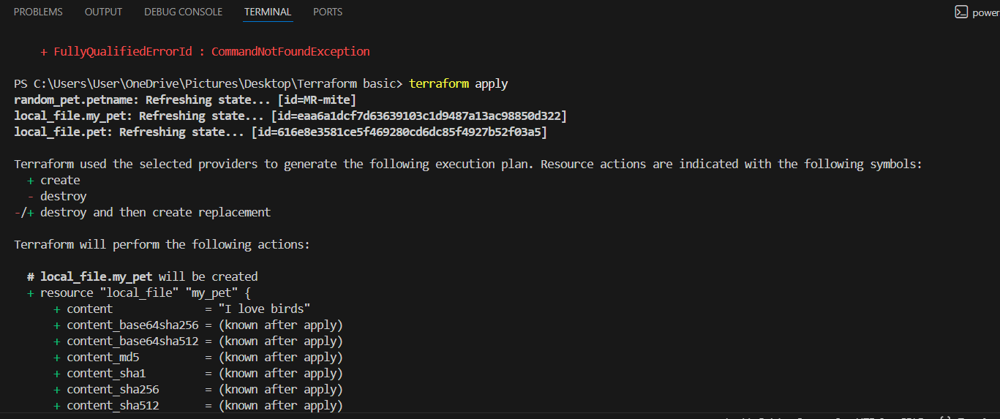 PROBLEMS OUTPUT DEBUG CONSOLE TERMINAL PORTS power
+ FullyQualifiedErrorId : CommandNotFoundException
PS C:\Users\User\OneDrive\Pictures\Desktop\Terraform basic> terraform apply
random_pet.petname: Refreshing state... [id=MR-mite]
local_file.my_pet: Refreshing state... [id=eaa6a1dcf7d63639103c1d9487a13ac98850d322]
local_file.pet: Refreshing state... [id=616e8e3581ce5f469280cd6dc85f4927b52f03a5]
Terraform used the selected providers to generate the following execution plan. Resource actions are indicated with the following symbols:
+ create
- destroy
-/+ destroy and then create replacement
Terraform will perform the following actions:
# local_file.my_pet will be created
+ resource "local_file" "my_pet" {
+ content = "I love birds"
+ content_base64sha256 = (known after apply)
+ content_base64sha512 = (known after apply)
+ content_md5 = (known after apply)
+ content_sha1 = (known after apply)
+ content_sha256 = (known after apply)
+ content_sha512 = (known after apply)